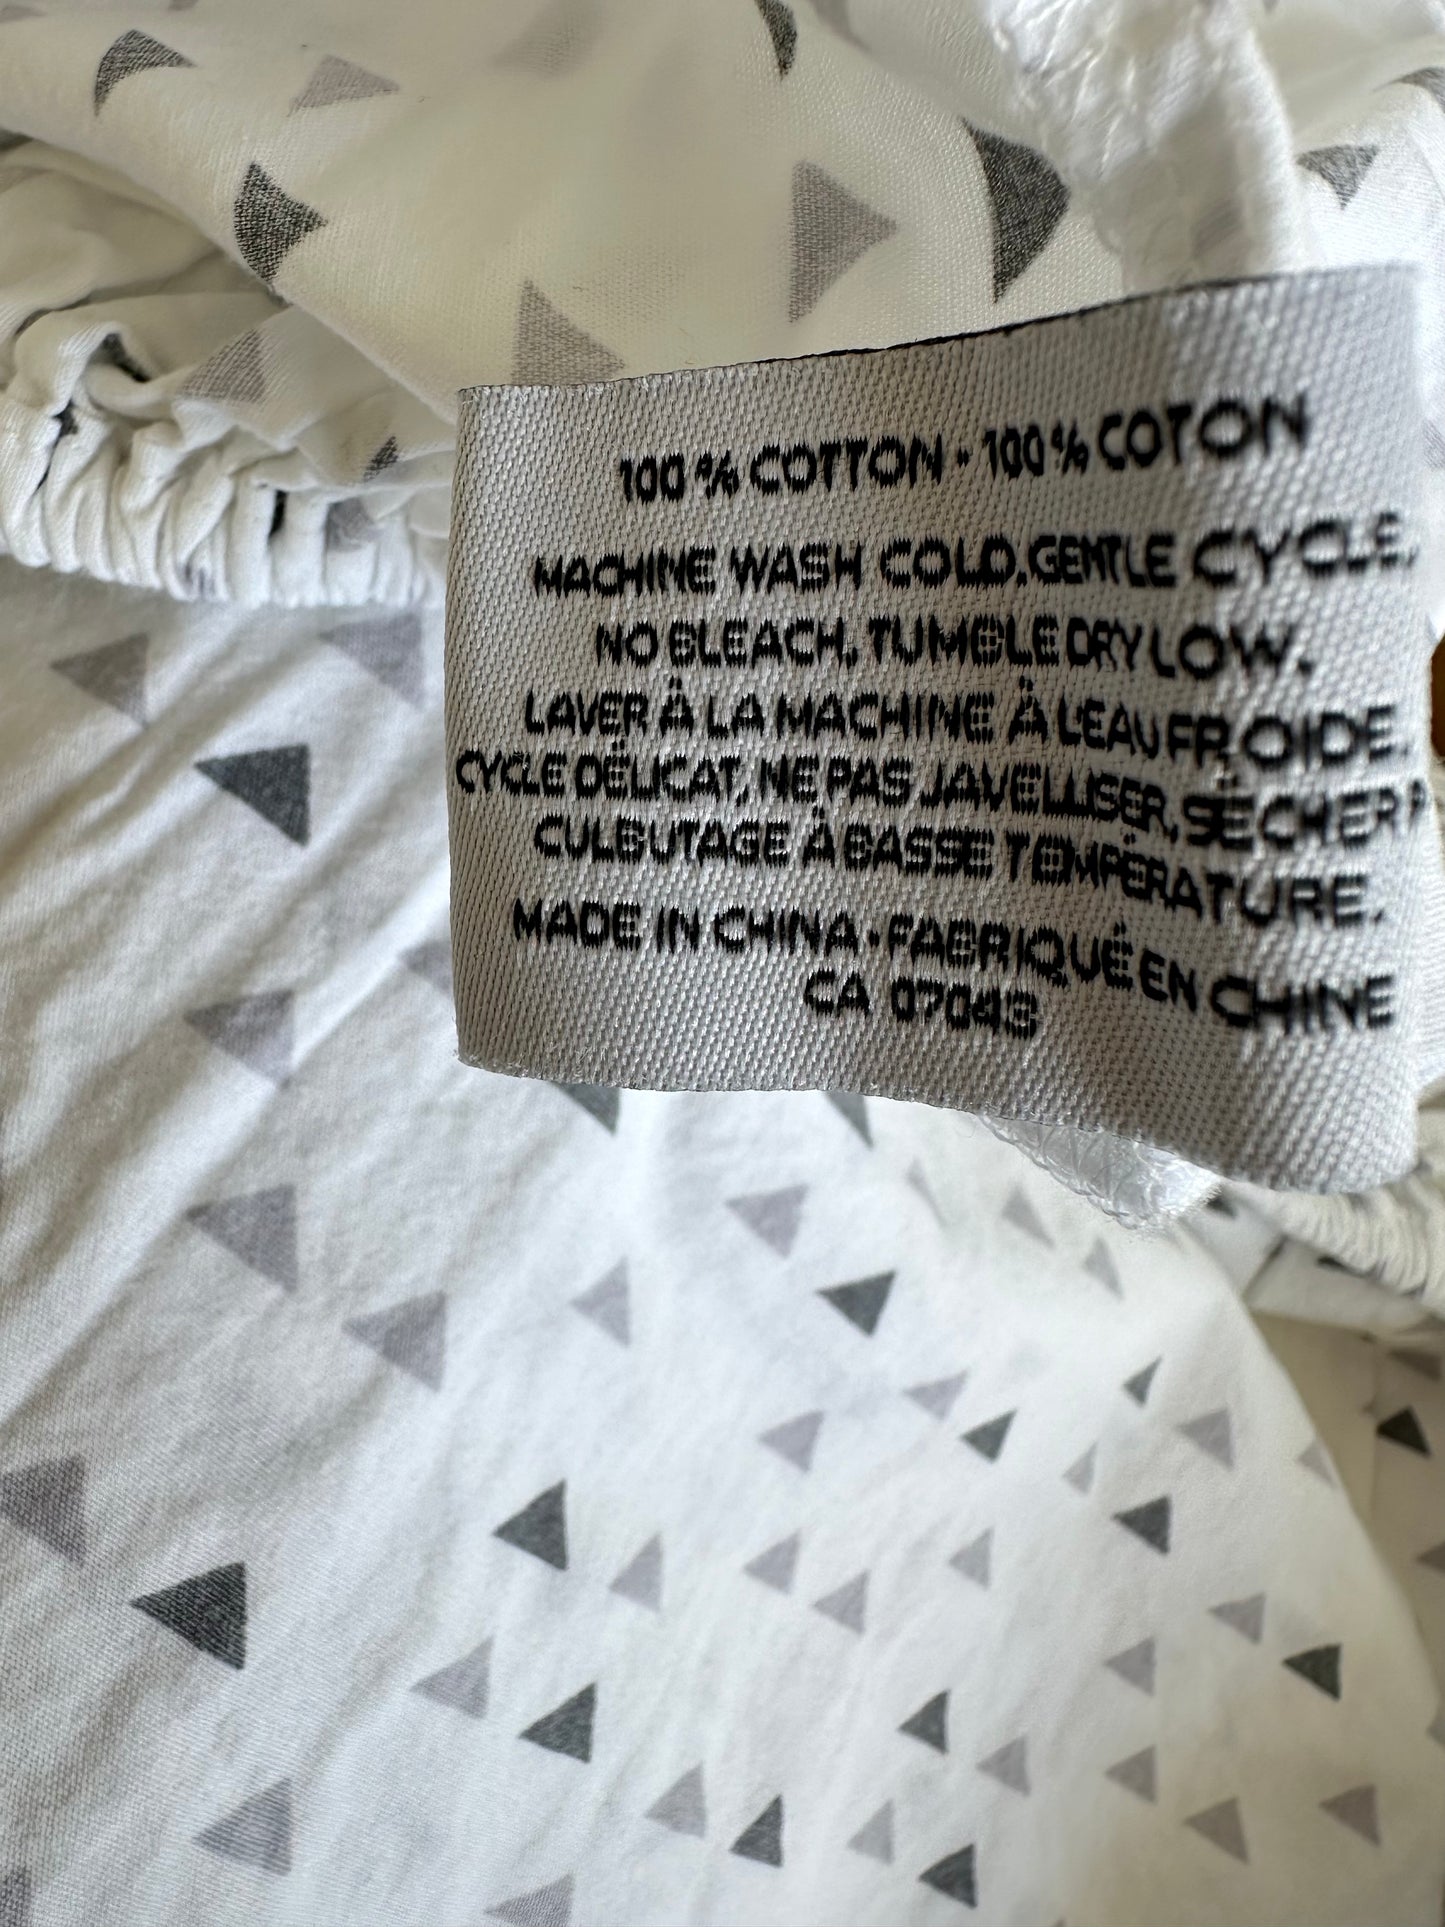 100% COTTON · 100% COTON
MACHINE WASH COLD. GENTLE CYCLE,
NO BLEACH, TUMBLE DRY LOW.
LAVER À LA MACHINE À L'EAU FROIDE.
CYCLE DÉLICAT, NE PAS JAVELLISER, SÉCHER P
CULBUTAGE À BASSE TEMPÉRATURE.
MADE IN CHINA · FABRIQUÉ EN CHINE
CA 07043